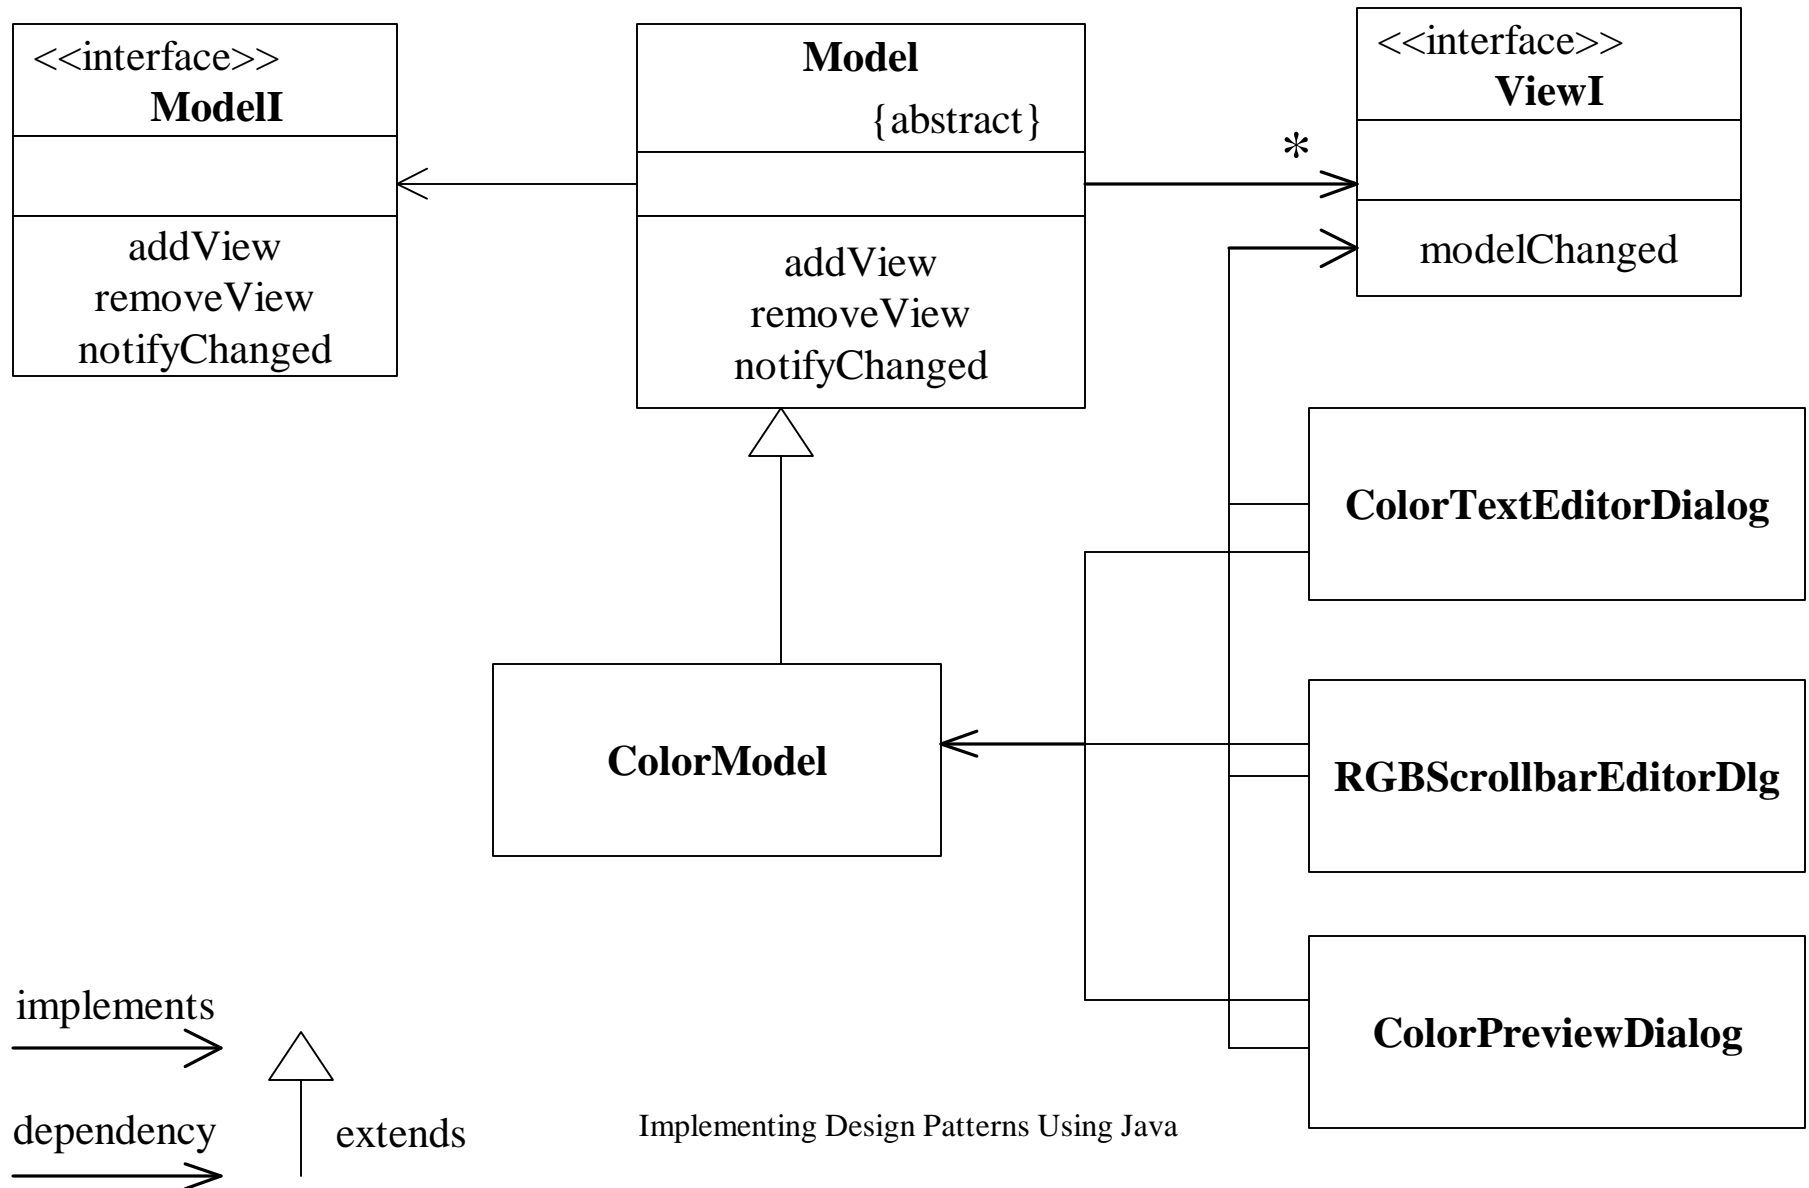 <<interface>>
ModelI
addView
removeView
notifyChanged
Model
{abstract}
addView
removeView
notifyChanged
*
<<interface>>
ViewI
modelChanged
ColorTextEditorDialog
ColorModel
RGBScrollbarEditorDlg
ColorPreviewDialog
implements
dependency
extends
Implementing Design Patterns Using Java